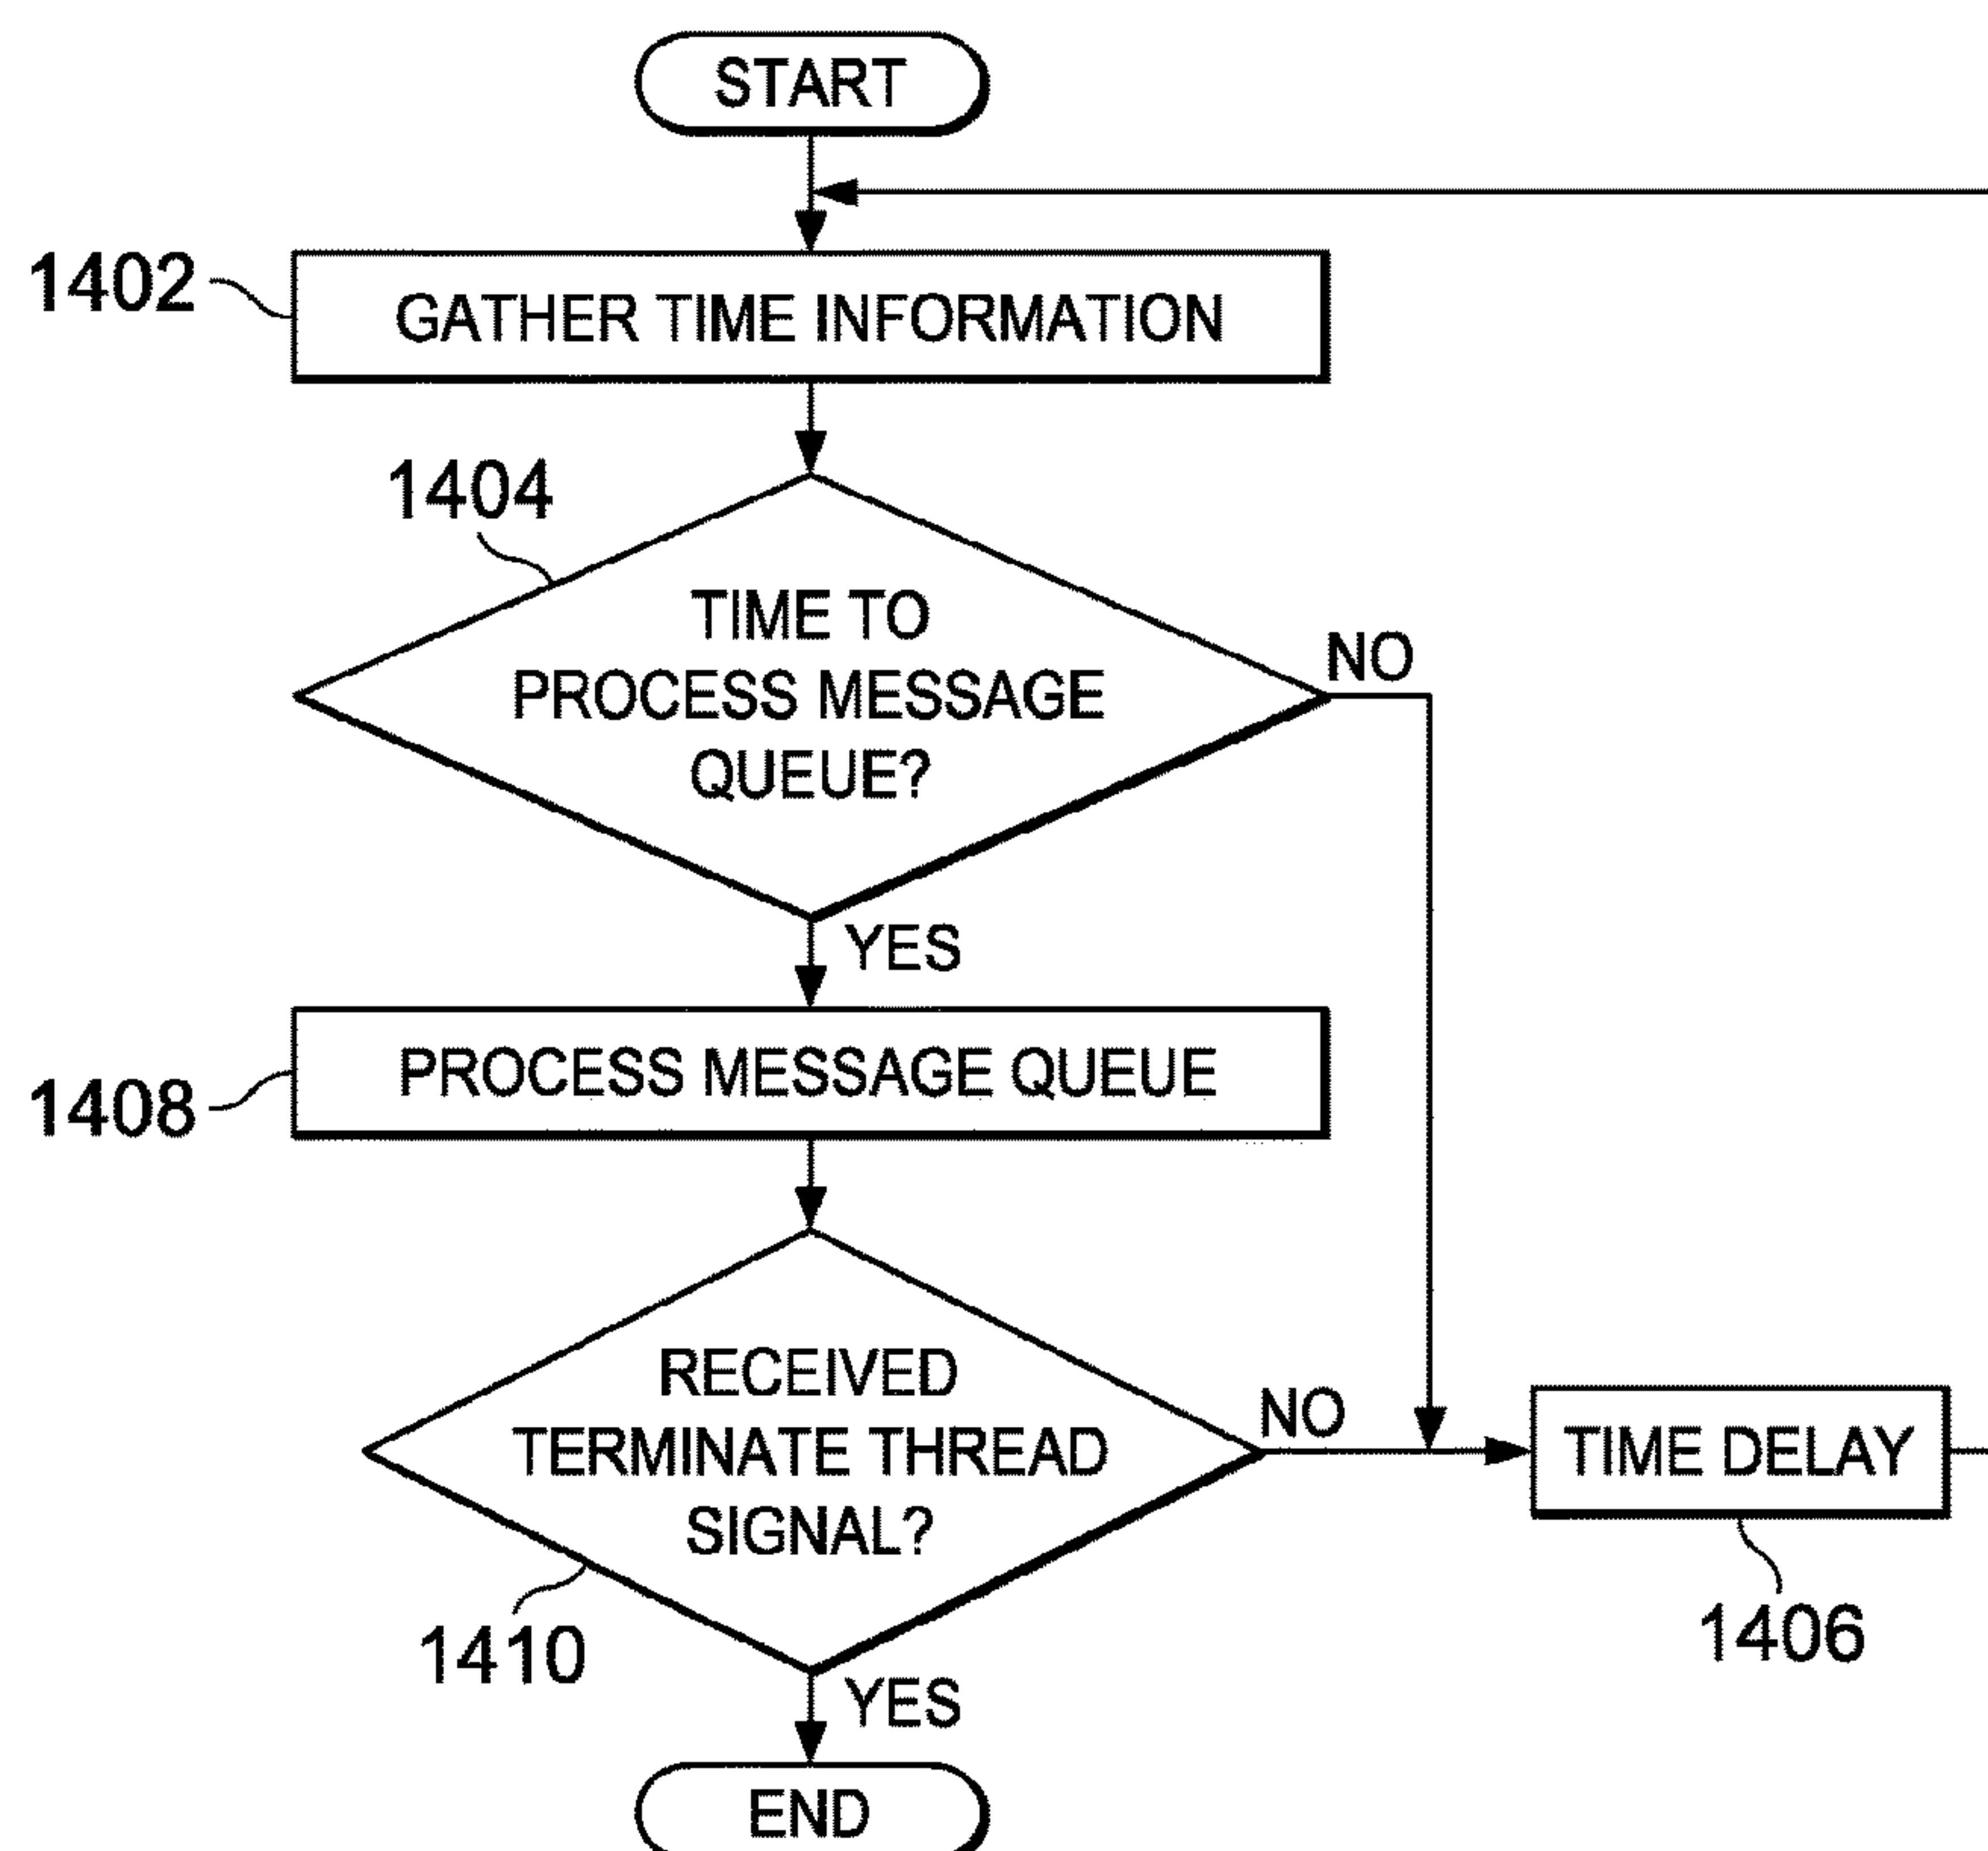 START
1402
GATHER TIME INFORMATION
1404
TIME TO
PROCESS MESSAGE
QUEUE?
NO
YES
1408
PROCESS MESSAGE QUEUE
RECEIVED
TERMINATE THREAD
SIGNAL?
NO
TIME DELAY
1406
1410
YES
END